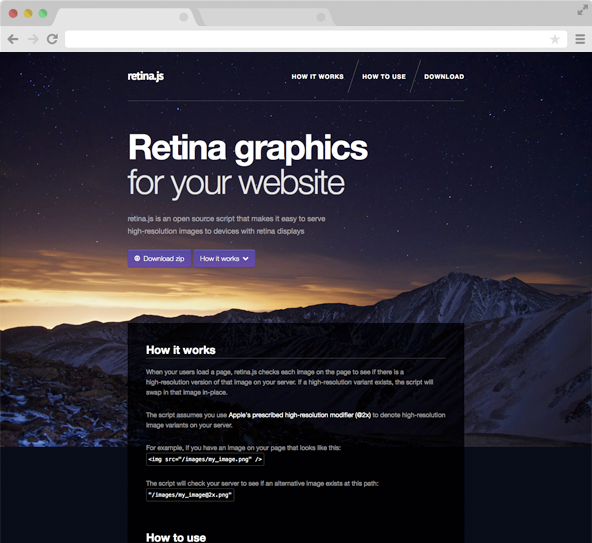 retina.js
HOW IT WORKS
HOW TO USE
DOWNLOAD
Retina graphics
for your website
retina.js is an open source script that makes it easy to serve
high-resolution images to devices with retina displays
Download zip
How it works
How it works
When your users load a page, retina.js checks each image on the page to see if there is a
high-resolution version of that image on your server. If a high-resolution variant exists, the script will
swap in that image in-place.
The script assumes you use Apple's prescribed high-resolution modifier (@2x) to denote high-resolution
image variants on your server.
For example, if you have an image on your page that looks like this:
<img src="/images/my_image.png" />
The script will check your server to see if an alternative image exists at this path:
"/images/my_image@2x.png"
How to use